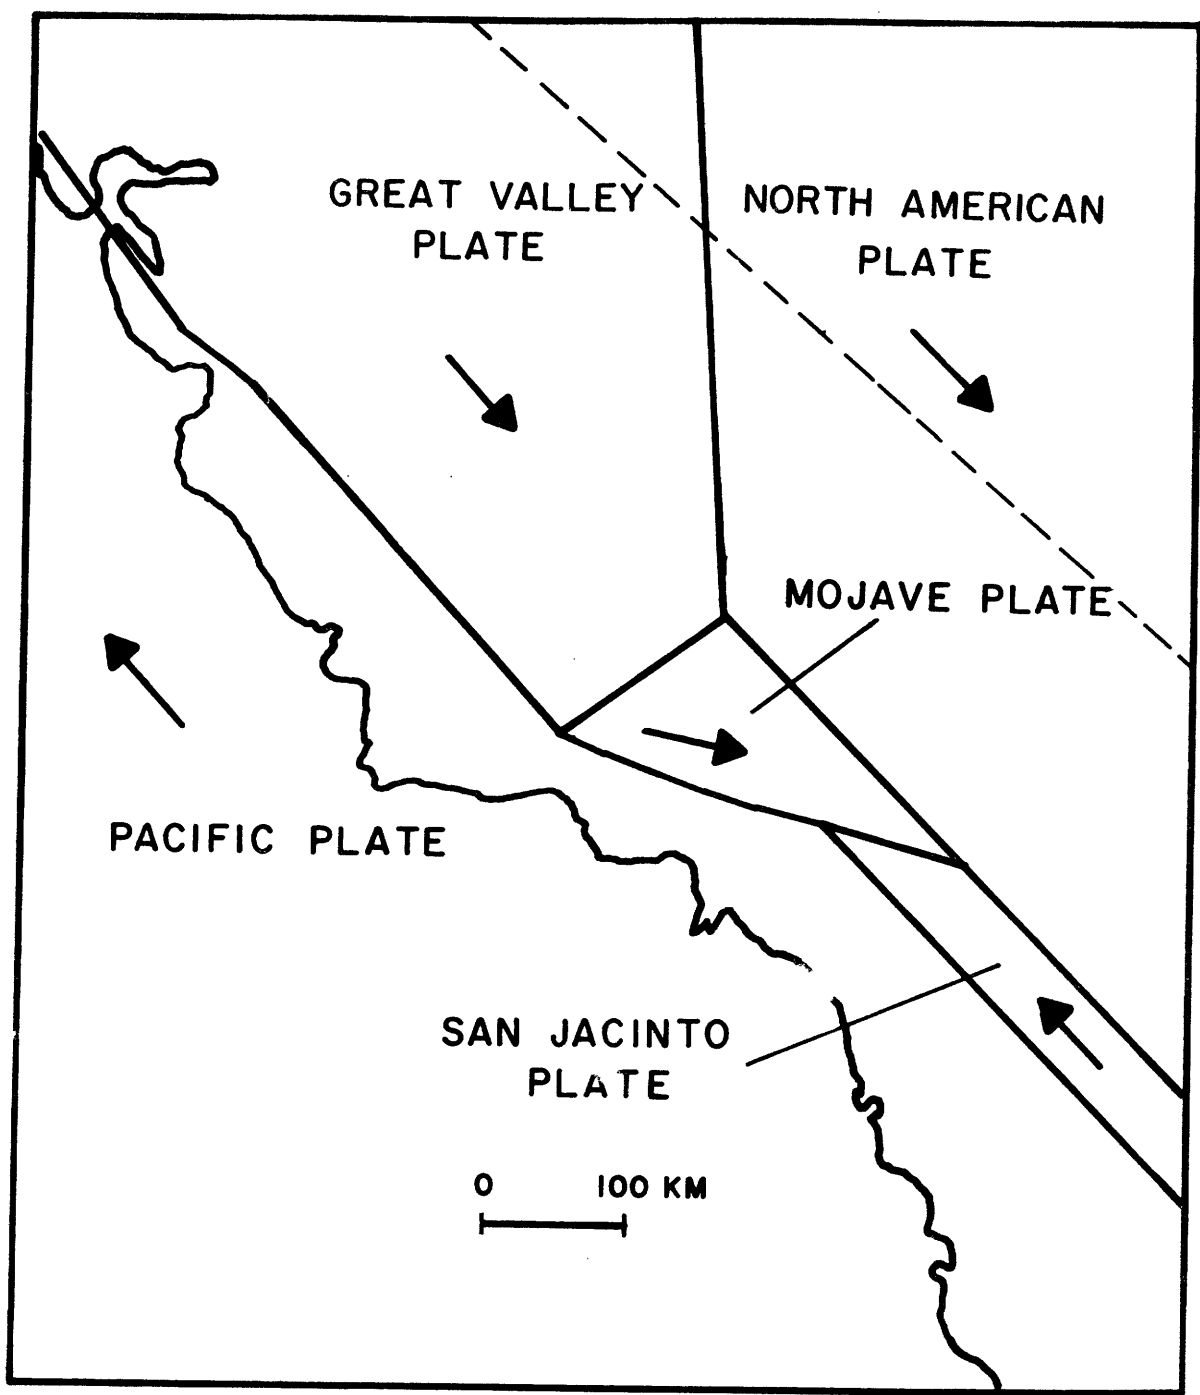 GREAT VALLEY
PLATE
NORTH AMERICAN
PLATE
MOJAVE PLATE
PACIFIC PLATE
SAN JACINTO
PLATE
0 100 KM